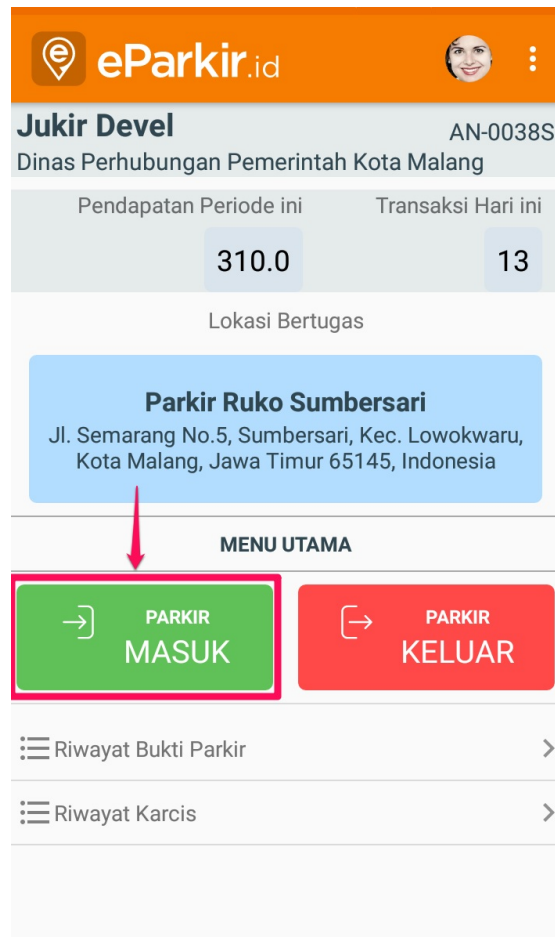 eParkir.id
Jukir Devel
AN-0038S
Dinas Perhubungan Pemerintah Kota Malang
Pendapatan Periode ini
Transaksi Hari ini
310.0
13
Lokasi Bertugas
Parkir Ruko Sumbersari
Jl. Semarang No.5, Sumbersari, Kec. Lowokwaru,
Kota Malang, Jawa Timur 65145, Indonesia
MENU UTAMA
PARKIR
MASUK
PARKIR
KELUAR
Riwayat Bukti Parkir
Riwayat Karcis